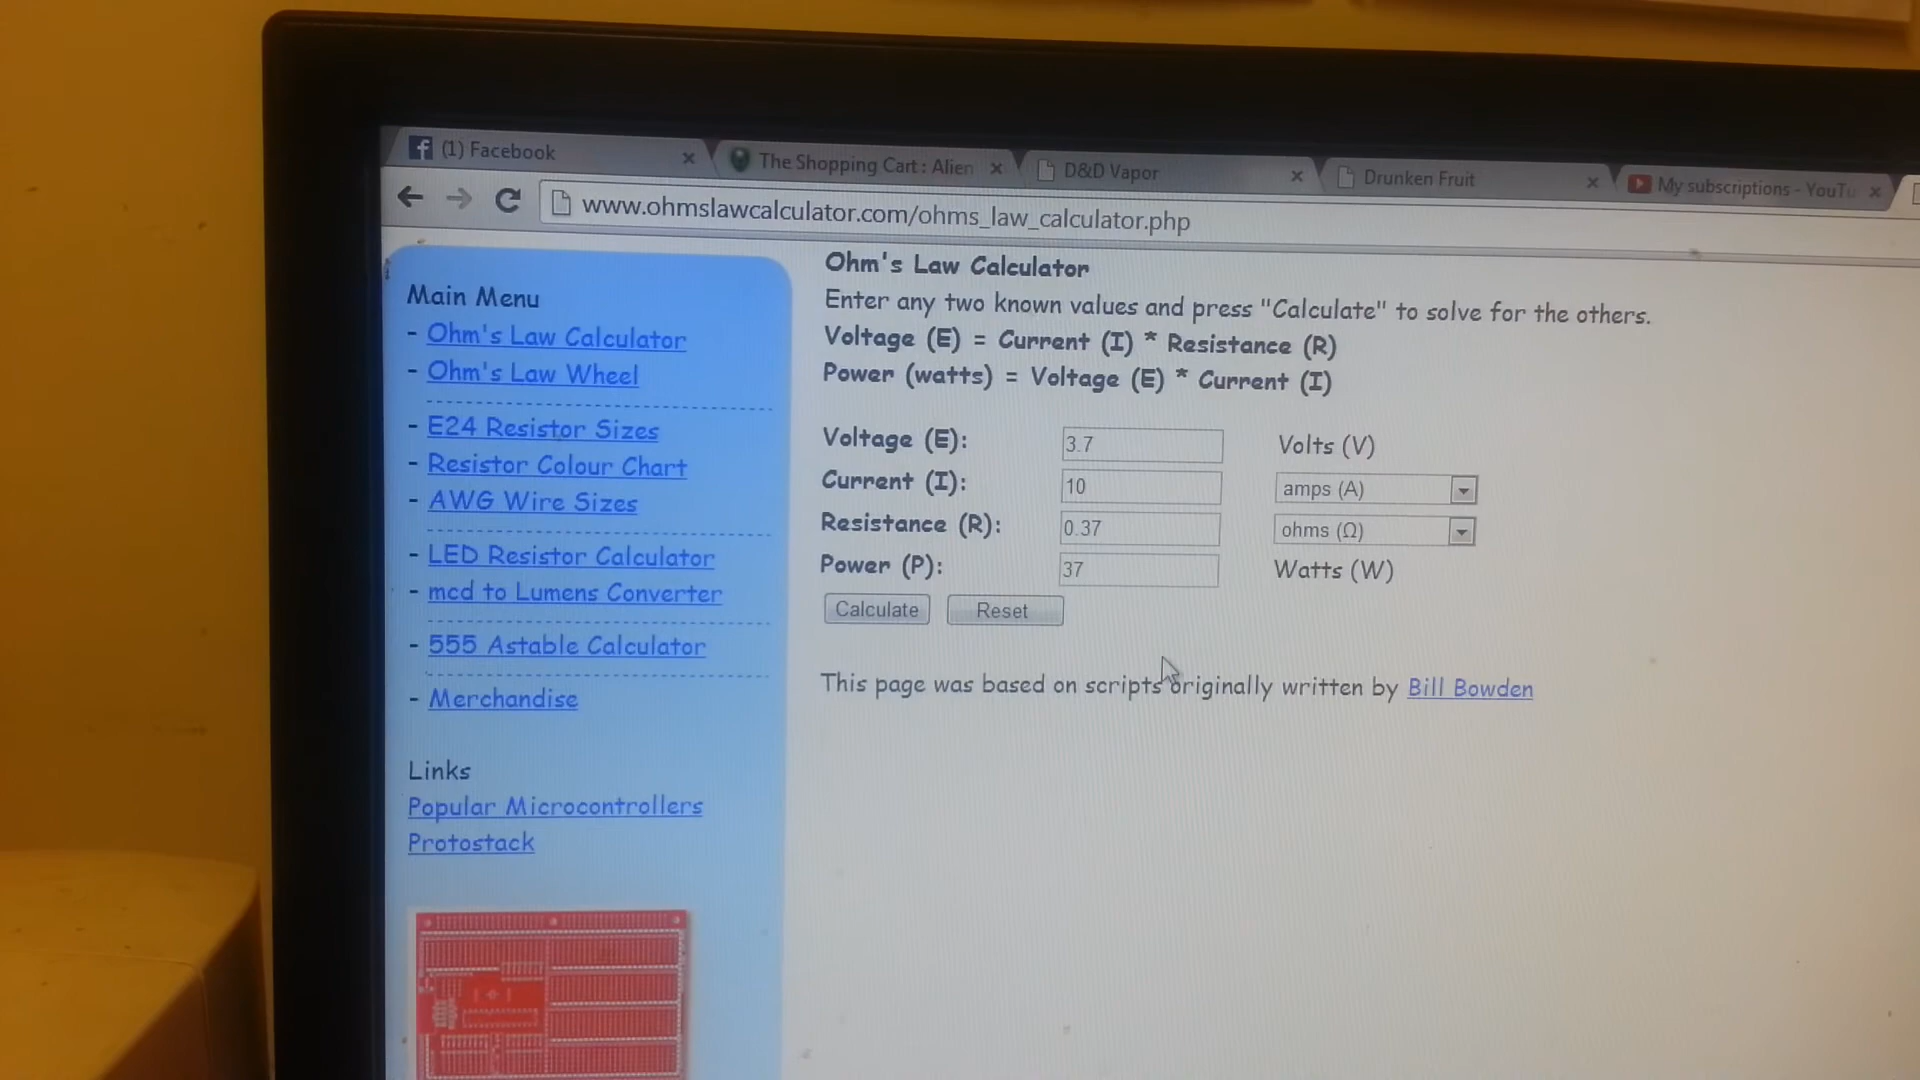 (1) Facebook
The Shopping Cart : Alien
D&D Vapor
Drunken Fruit
My subscriptions - YouTu
www.ohmslawcalculator.com/ohms_law_calculator.php
Main Menu
- Ohm's Law Calculator
- Ohm's Law Wheel
- E24 Resistor Sizes
- Resistor Colour Chart
- AWG Wire Sizes
- LED Resistor Calculator
- mcd to Lumens Converter
- 555 Astable Calculator
- Merchandise
Links
Popular Microcontrollers
Protostack
Ohm's Law Calculator
Enter any two known values and press "Calculate" to solve for the others.
Voltage (E) = Current (I) * Resistance (R)
Power (watts) = Voltage (E) * Current (I)
Voltage (E): 3.7 Volts (V)
Current (I): 10 amps (A)
Resistance (R): 0.37 ohms (Ω)
Power (P): 37 Watts (W)
Calculate Reset
This page was based on scripts originally written by Bill Bowden